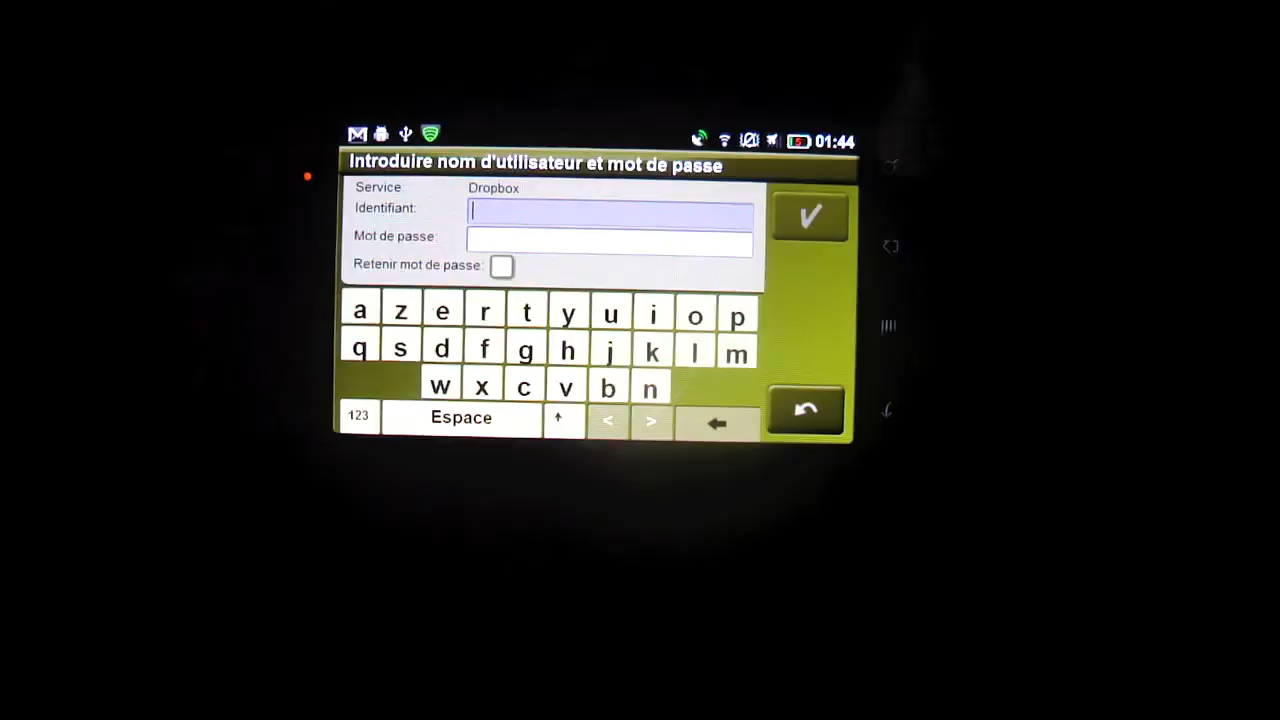 01:44
Introduire nom d'utilisateur et mot de passe
Service: Dropbox
Identifiant:
Mot de passe:
Retenir mot de passe:
a z e r t y u i o p
q s d f g h j k l m
w x c v b n
123 Espace < >